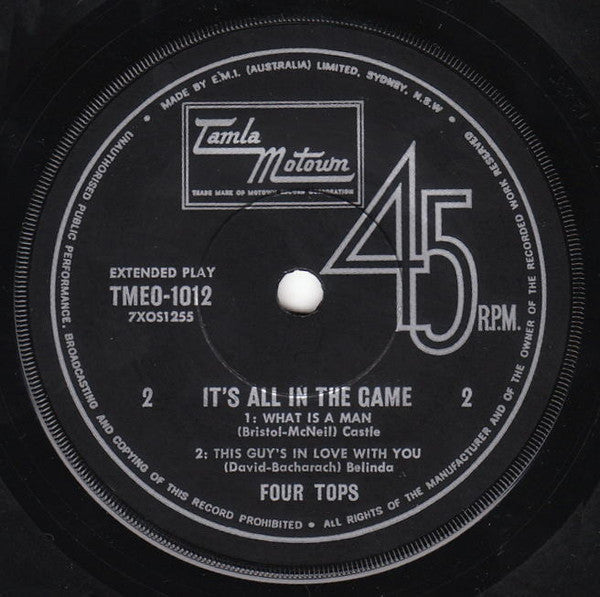 MADE BY E.M.I. (AUSTRALIA) LIMITED, SYDNEY, N.S.W.
Tamla
Motown
TRADE MARK OF MOTOWN RECORD CORPORATION
45
R.P.M.
EXTENDED PLAY
TMEO-1012
7XOS1255
2 IT'S ALL IN THE GAME 2
1: WHAT IS A MAN
(Bristol-McNeil) Castle
2: THIS GUY'S IN LOVE WITH YOU
(David-Bacharach) Belinda
FOUR TOPS
UNAUTHORISED PUBLIC PERFORMANCE, BROADCASTING AND COPYING OF THIS RECORD PROHIBITED • ALL RIGHTS OF THE MANUFACTURER AND OF THE OWNER OF THE RECORDED WORK RESERVED